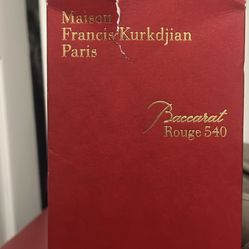 Maison
Francis Kurkdjian
Paris
Baccarat
Rouge 540